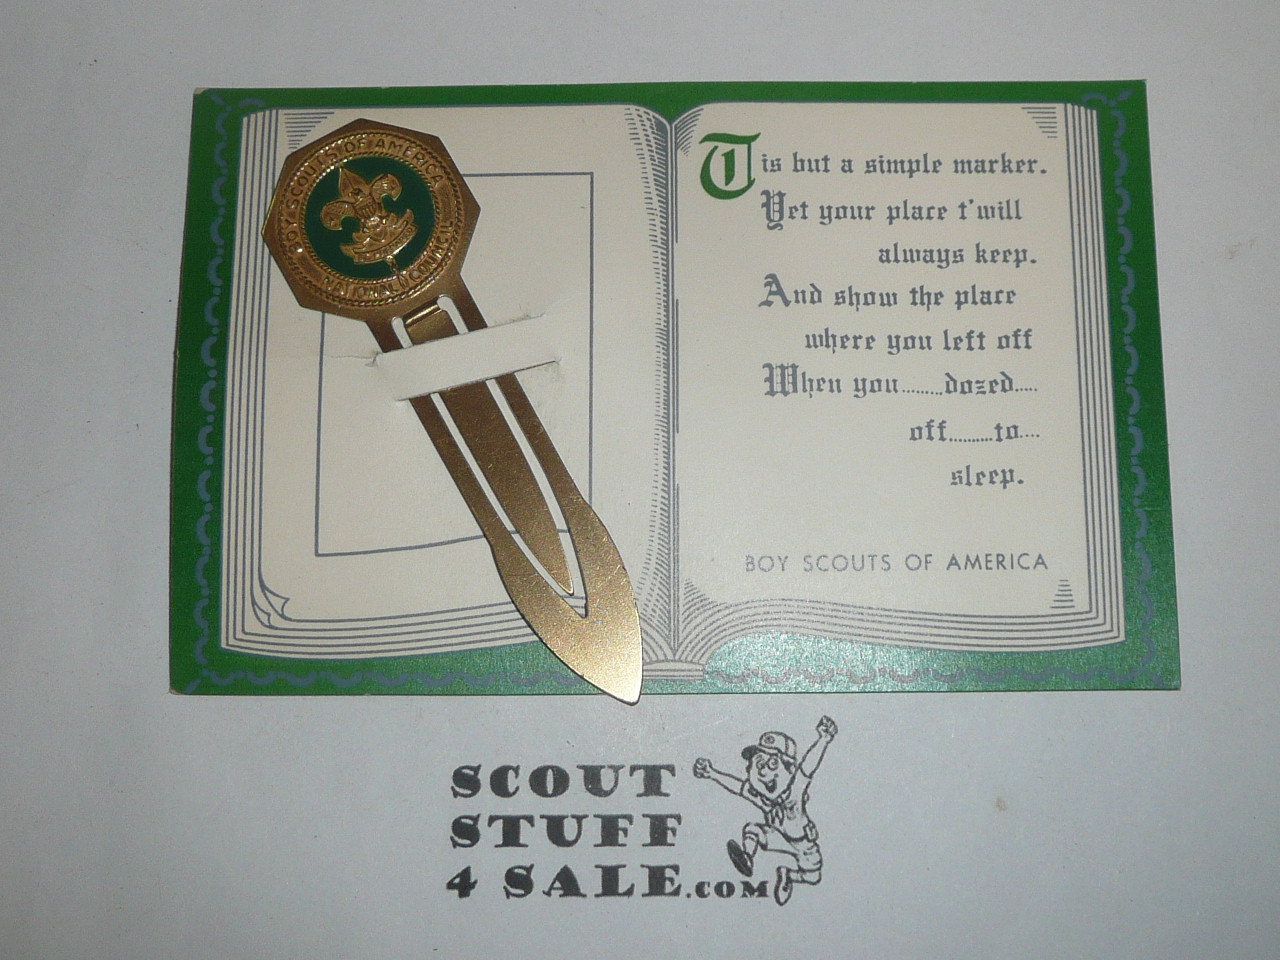 BOY SCOUTS OF AMERICA
NATIONAL COUNCIL
Tis but a simple marker.
Yet your place t'will
always keep.
And show the place
where you left off
When you........dozed.....
off..........to....
sleep.
BOY SCOUTS OF AMERICA
SCOUT
STUFF
4 SALE.COM